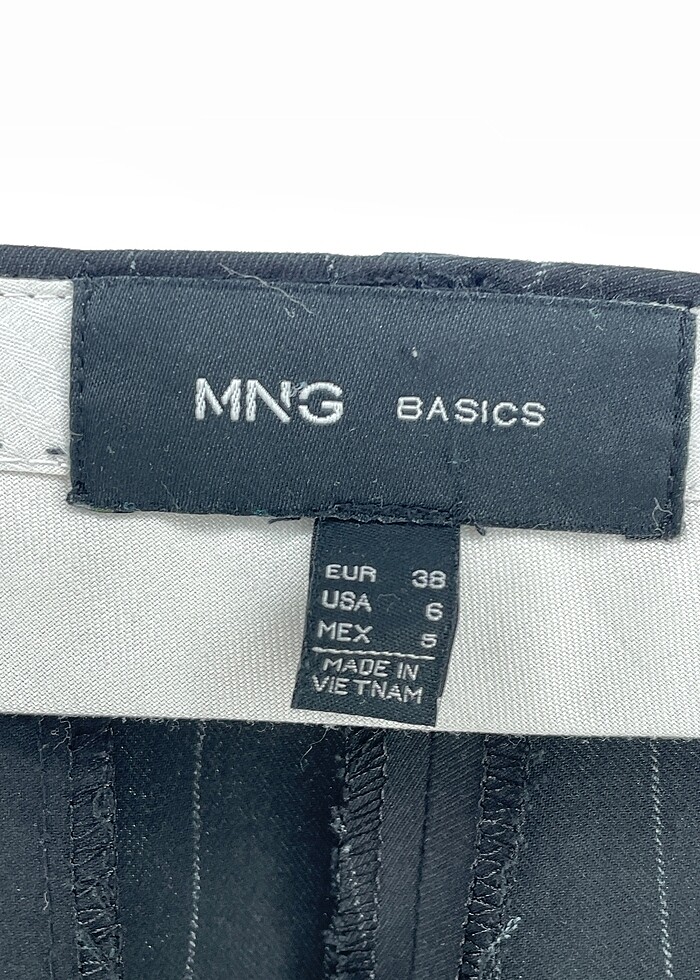 MNG BASICS
EUR 38
USA 6
MEX 5
MADE IN
VIETNAM